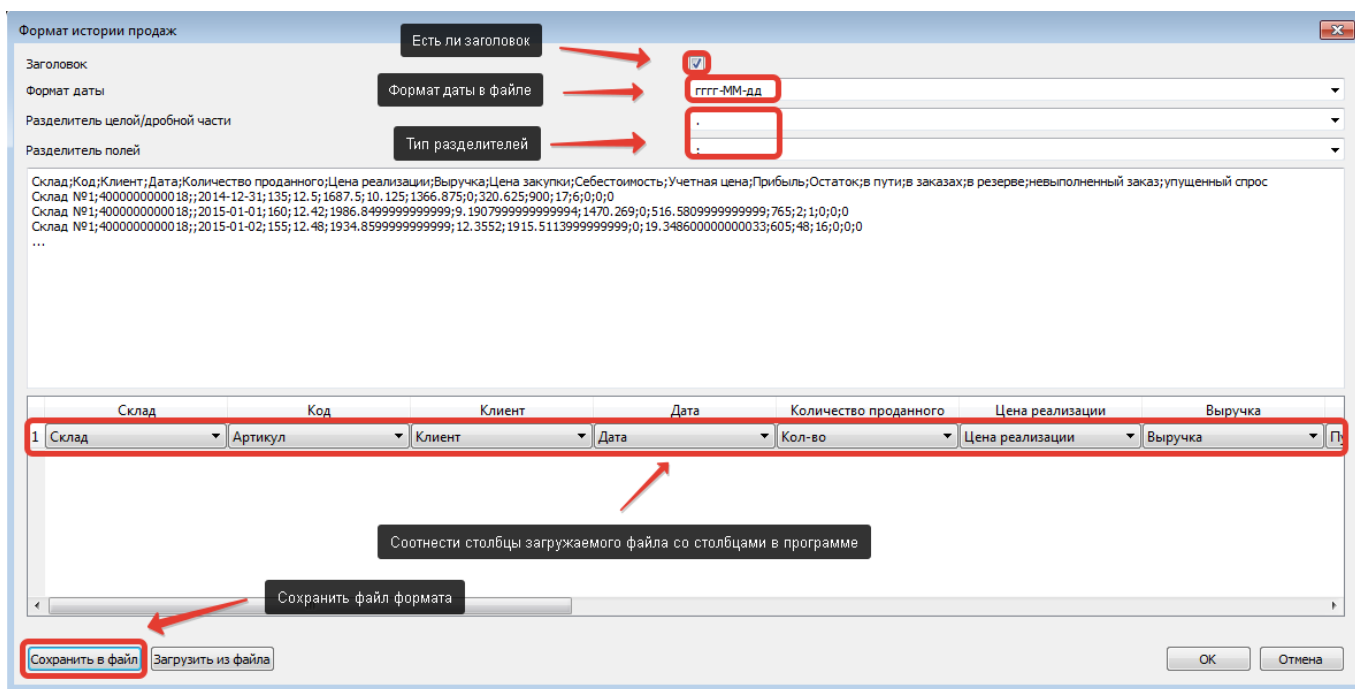 Формат истории продаж
Есть ли заголовок
Заголовок
Формат даты
Формат даты в файле
гггг-ММ-дд
Разделитель целой/дробной части
.
Тип разделителей
Разделитель полей
;
Склад;Код;Клиент;Дата;Количество проданного;Цена реализации;Выручка;Цена закупки;Себестоимость;Учетная цена;Прибыль;Остаток;в пути;в заказах;в резерве;невыполненный заказ;упущенный спрос
Склад №1;4000000000018;;2014-12-31;135;12.5;1687.5;10.125;1366.875;0;320.625;900;17;6;0;0;0
Склад №1;4000000000018;;2015-01-01;160;12.42;1986.8499999999999;9.1907999999999994;1470.269;0;516.5809999999999;765;2;1;0;0;0
Склад №1;4000000000018;;2015-01-02;155;12.48;1934.8599999999999;12.3552;1915.5113999999999;0;19.348600000000033;605;48;16;0;0;0
...
Склад Код Клиент Дата Количество проданного Цена реализации Выручка
1 Склад Артикул Клиент Дата Кол-во Цена реализации Выручка Пу
Соотнести столбцы загружаемого файла со столбцами в программе
Сохранить файл формата
Сохранить в файл Загрузить из файла OK Отмена